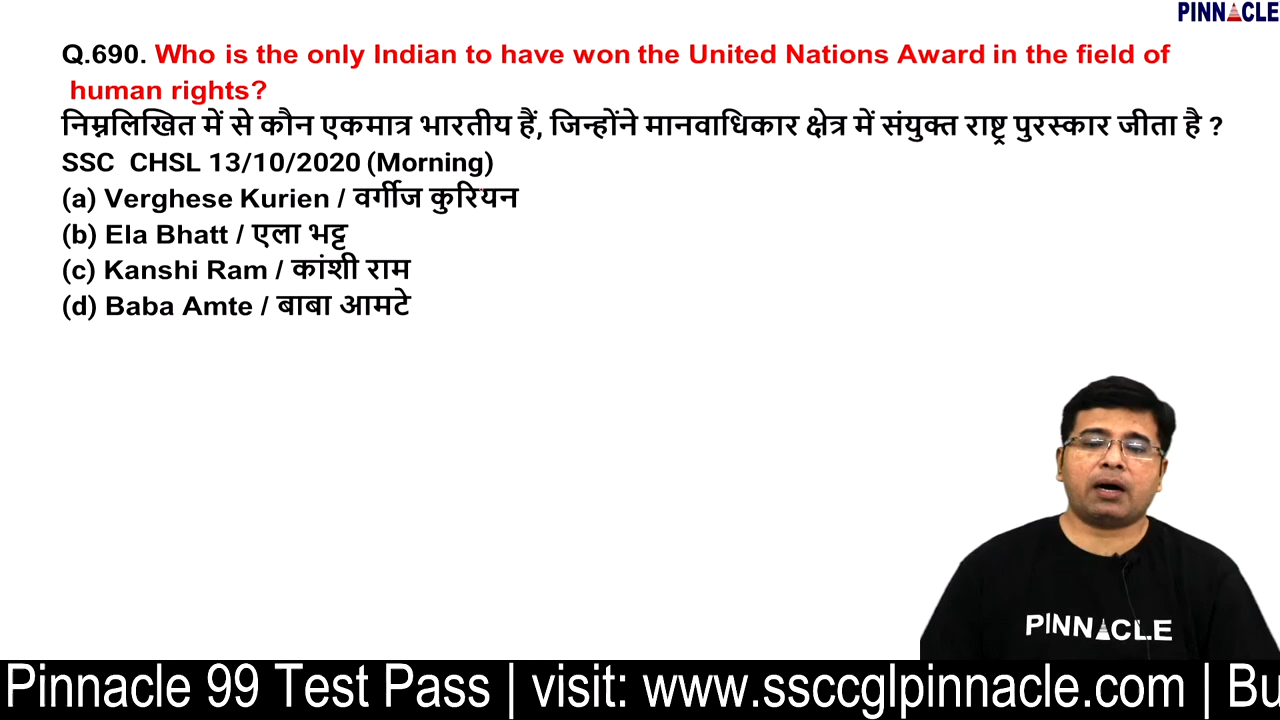 PINNACLE
Q.690. Who is the only Indian to have won the United Nations Award in the field of
human rights?
निम्नलिखित में से कौन एकमात्र भारतीय हैं, जिन्होंने मानवाधिकार क्षेत्र में संयुक्त राष्ट्र पुरस्कार जीता है ?
SSC CHSL 13/10/2020 (Morning)
(a) Verghese Kurien / वर्गीज कुरियन
(b) Ela Bhatt / एला भट्ट
(c) Kanshi Ram / कांशी राम
(d) Baba Amte / बाबा आमटे
PINNACLE
Pinnacle 99 Test Pass | visit: www.ssccglpinnacle.com | Bu